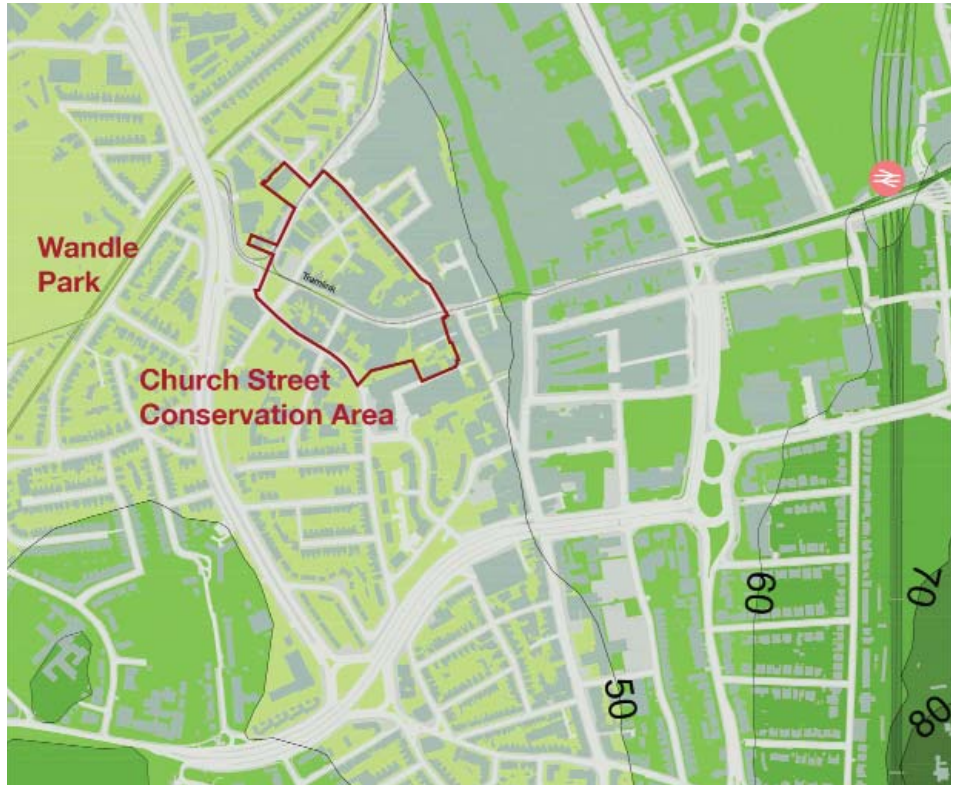 Wandle
Park
Tramlink
Church Street
Conservation Area
50
60
70
80